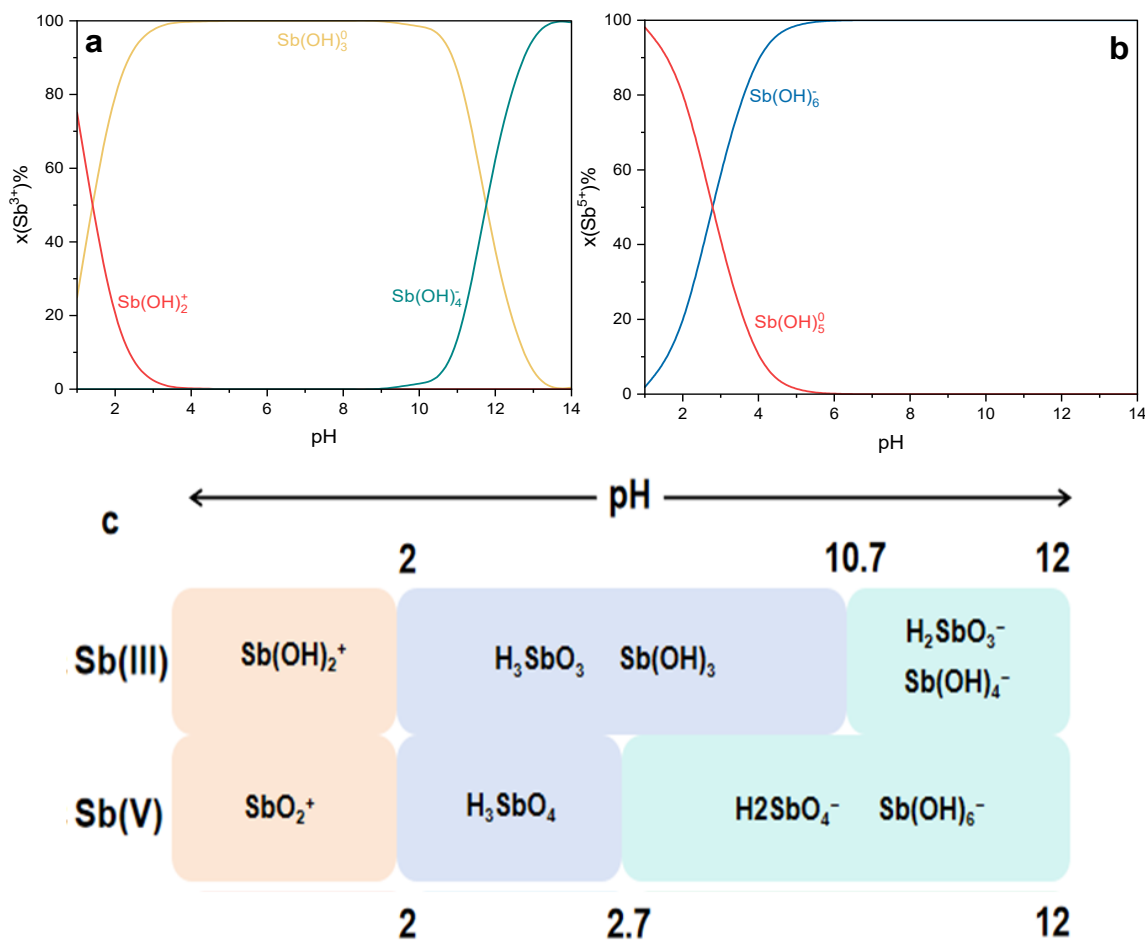 a
x(Sb³⁺)%
100
80
60
40
20
0
Sb(OH)₃⁰
Sb(OH)₂⁺
Sb(OH)₄⁻
2 4 6 8 10 12 14
pH
b
x(Sb⁵⁺)%
100
80
60
40
20
0
Sb(OH)₆⁻
Sb(OH)₅⁰
2 4 6 8 10 12 14
pH
c
pH
2 10.7 12
Sb(III)
Sb(OH)₂⁺
H₃SbO₃ Sb(OH)₃
H₂SbO₃⁻
Sb(OH)₄⁻
Sb(V)
SbO₂⁺
H₃SbO₄
H2SbO₄⁻ Sb(OH)₆⁻
2 2.7 12